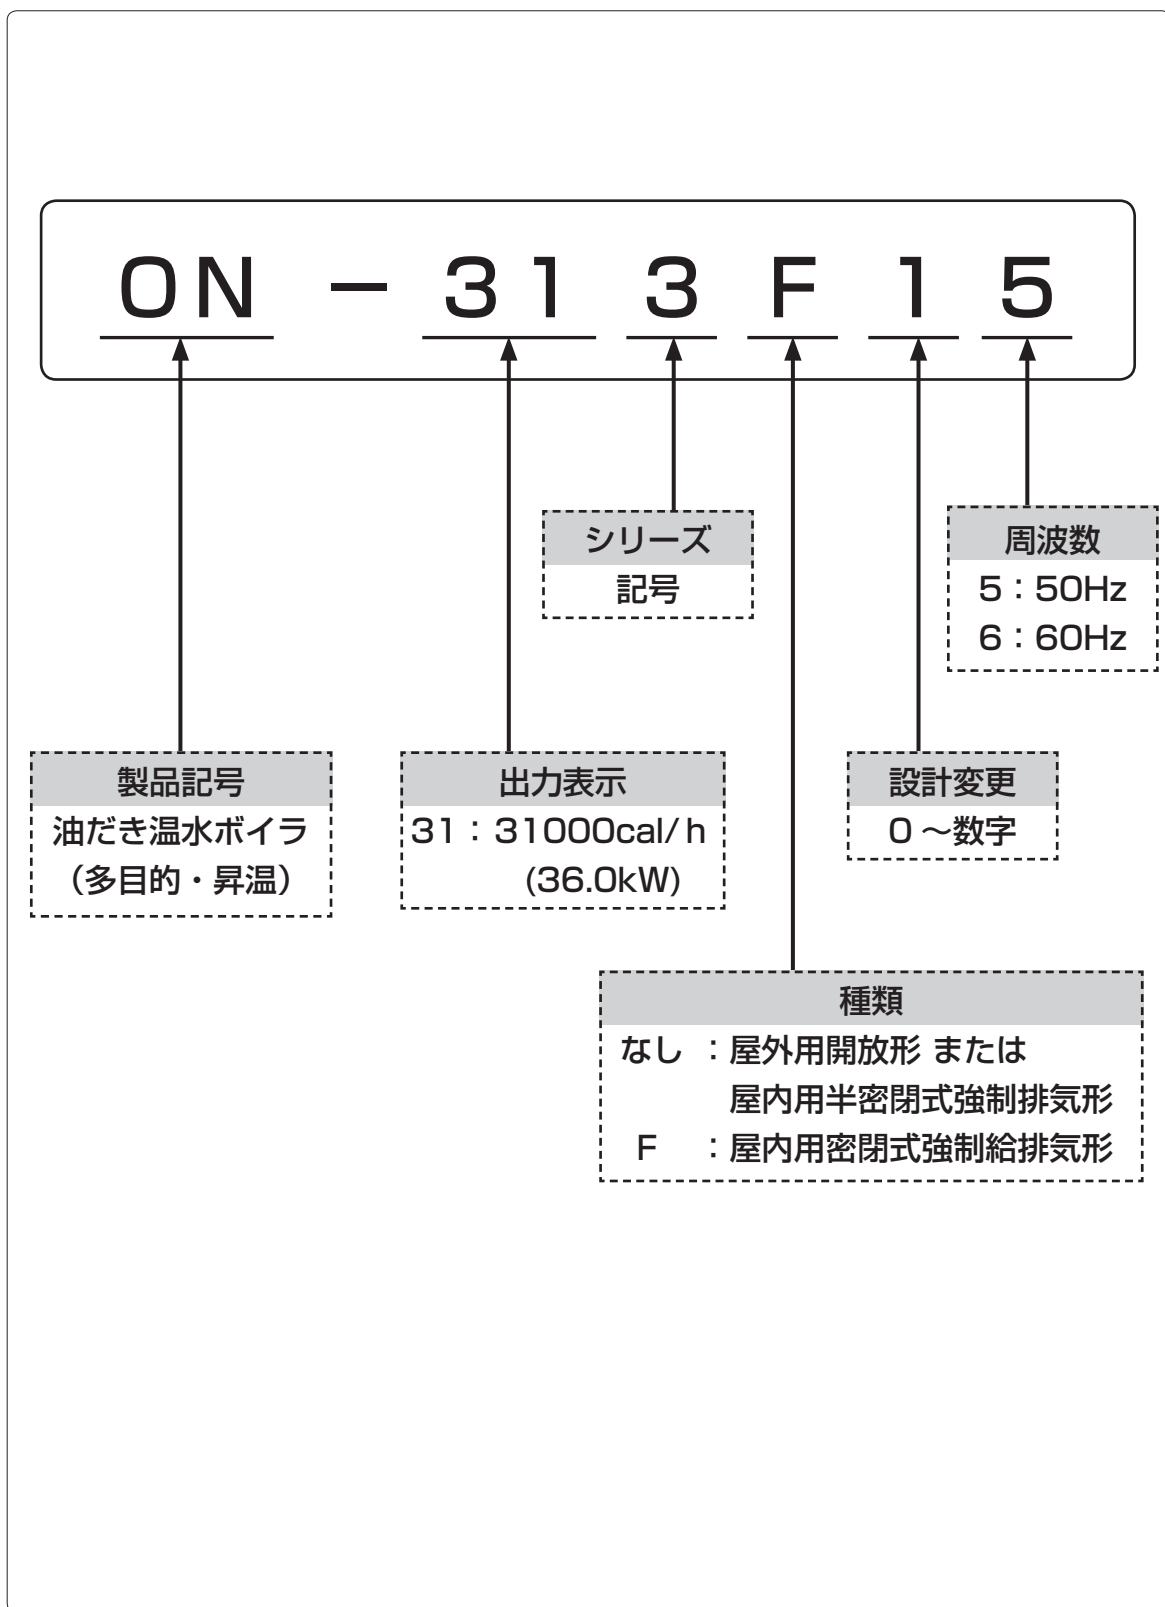 ON－313F15
シリーズ
記号
周波数
5：50Hz
6：60Hz
製品記号
油だき温水ボイラ
（多目的・昇温）
出力表示
31：31000cal/h
(36.0kW)
設計変更
0～数字
種類
なし：屋外用開放形 または
屋内用半密閉式強制排気形
F：屋内用密閉式強制給排気形